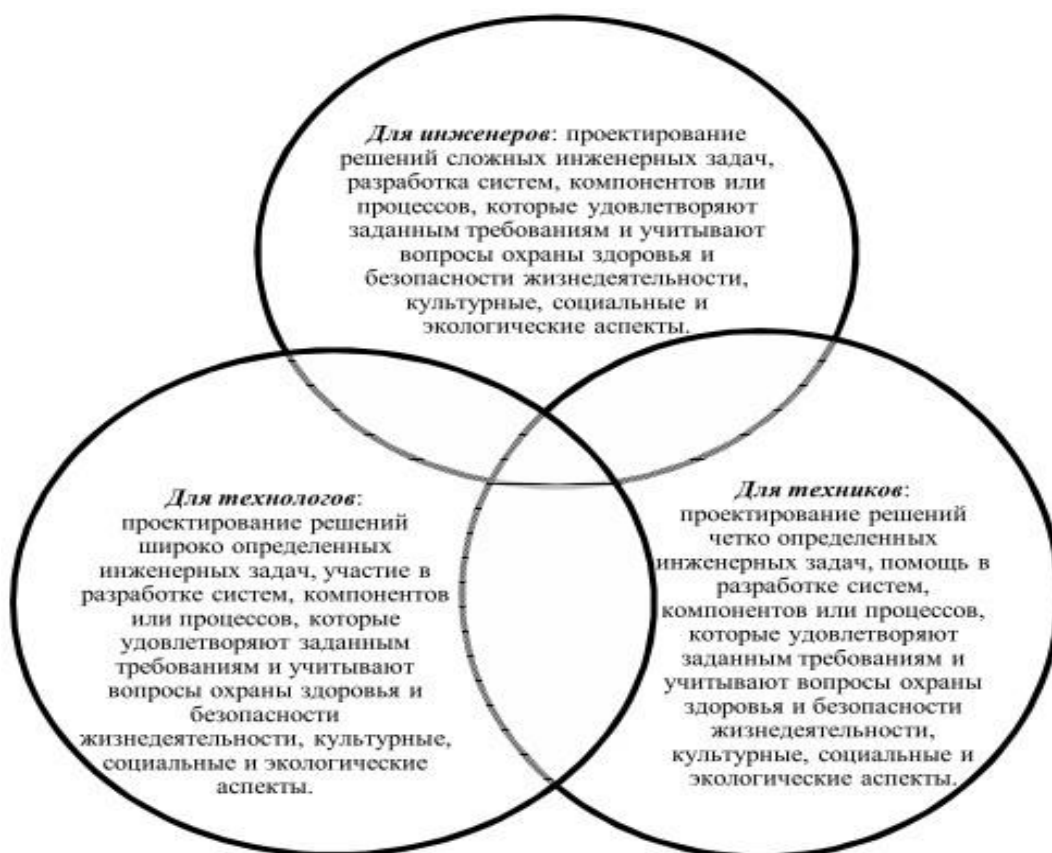 Для инженеров: проектирование
решений сложных инженерных задач,
разработка систем, компонентов или
процессов, которые удовлетворяют
заданным требованиям и учитывают
вопросы охраны здоровья и
безопасности жизнедеятельности,
культурные, социальные и
экологические аспекты.
Для технологов:
проектирование решений
широко определенных
инженерных задач, участие в
разработке систем, компонентов
или процессов, которые
удовлетворяют заданным
требованиям и учитывают
вопросы охраны здоровья и
безопасности
жизнедеятельности, культурные,
социальные и экологические
аспекты.
Для техников:
проектирование решений
четко определенных
инженерных задач, помощь в
разработке систем,
компонентов или процессов,
которые удовлетворяют
заданным требованиям и
учитывают вопросы охраны
здоровья и безопасности
жизнедеятельности,
культурные, социальные и
экологические аспекты.